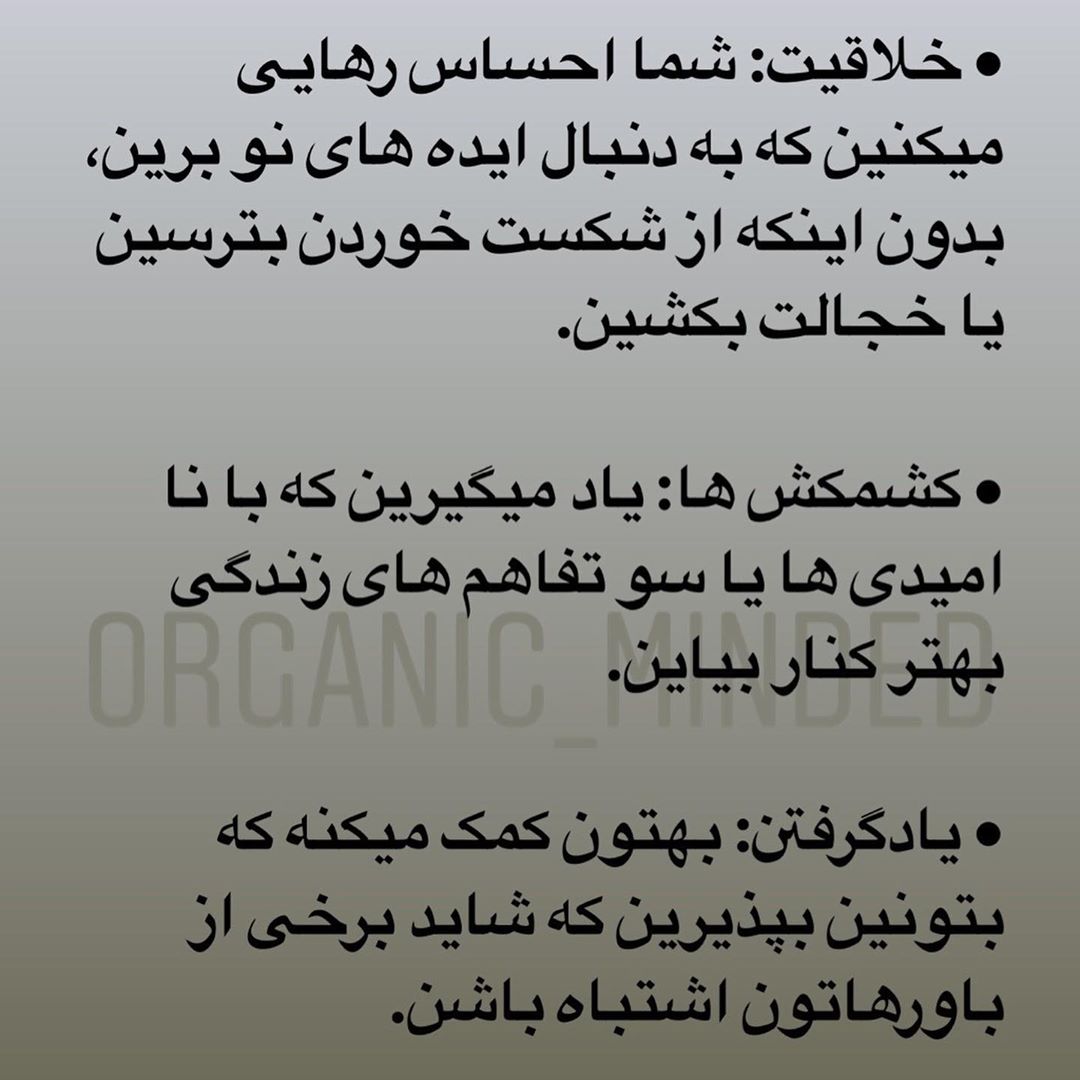 • خلاقیت: شما احساس رهایی
میکنین که به دنبال ایده های نو برین،
بدون اینکه از شکست خوردن بترسین
یا خجالت بکشین.
• کشمکش ها: یاد میگیرین که با نا
امیدی ها یا سو تفاهم های زندگی
بهتر کنار بیاین.
ORGANIC_MINDED
• یادگرفتن: بهتون کمک میکنه که
بتونین بپذیرین که شاید برخی از
باورهاتون اشتباه باشن.